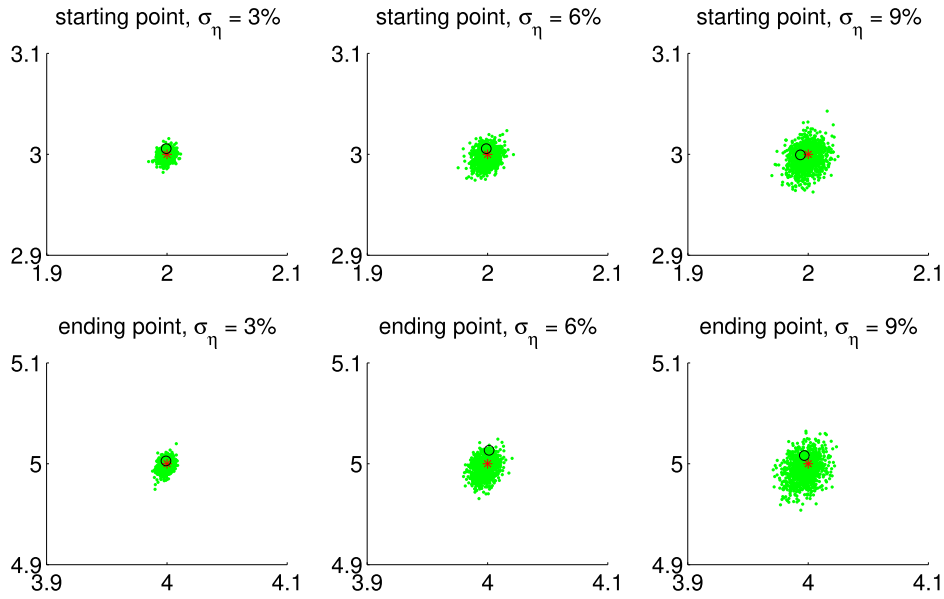 starting point, σ_η = 3%
starting point, σ_η = 6%
starting point, σ_η = 9%
3.1
3
2.9
1.9 2 2.1
3.1
3
2.9
1.9 2 2.1
3.1
3
2.9
1.9 2 2.1
ending point, σ_η = 3%
ending point, σ_η = 6%
ending point, σ_η = 9%
5.1
5
4.9
3.9 4 4.1
5.1
5
4.9
3.9 4 4.1
5.1
5
4.9
3.9 4 4.1